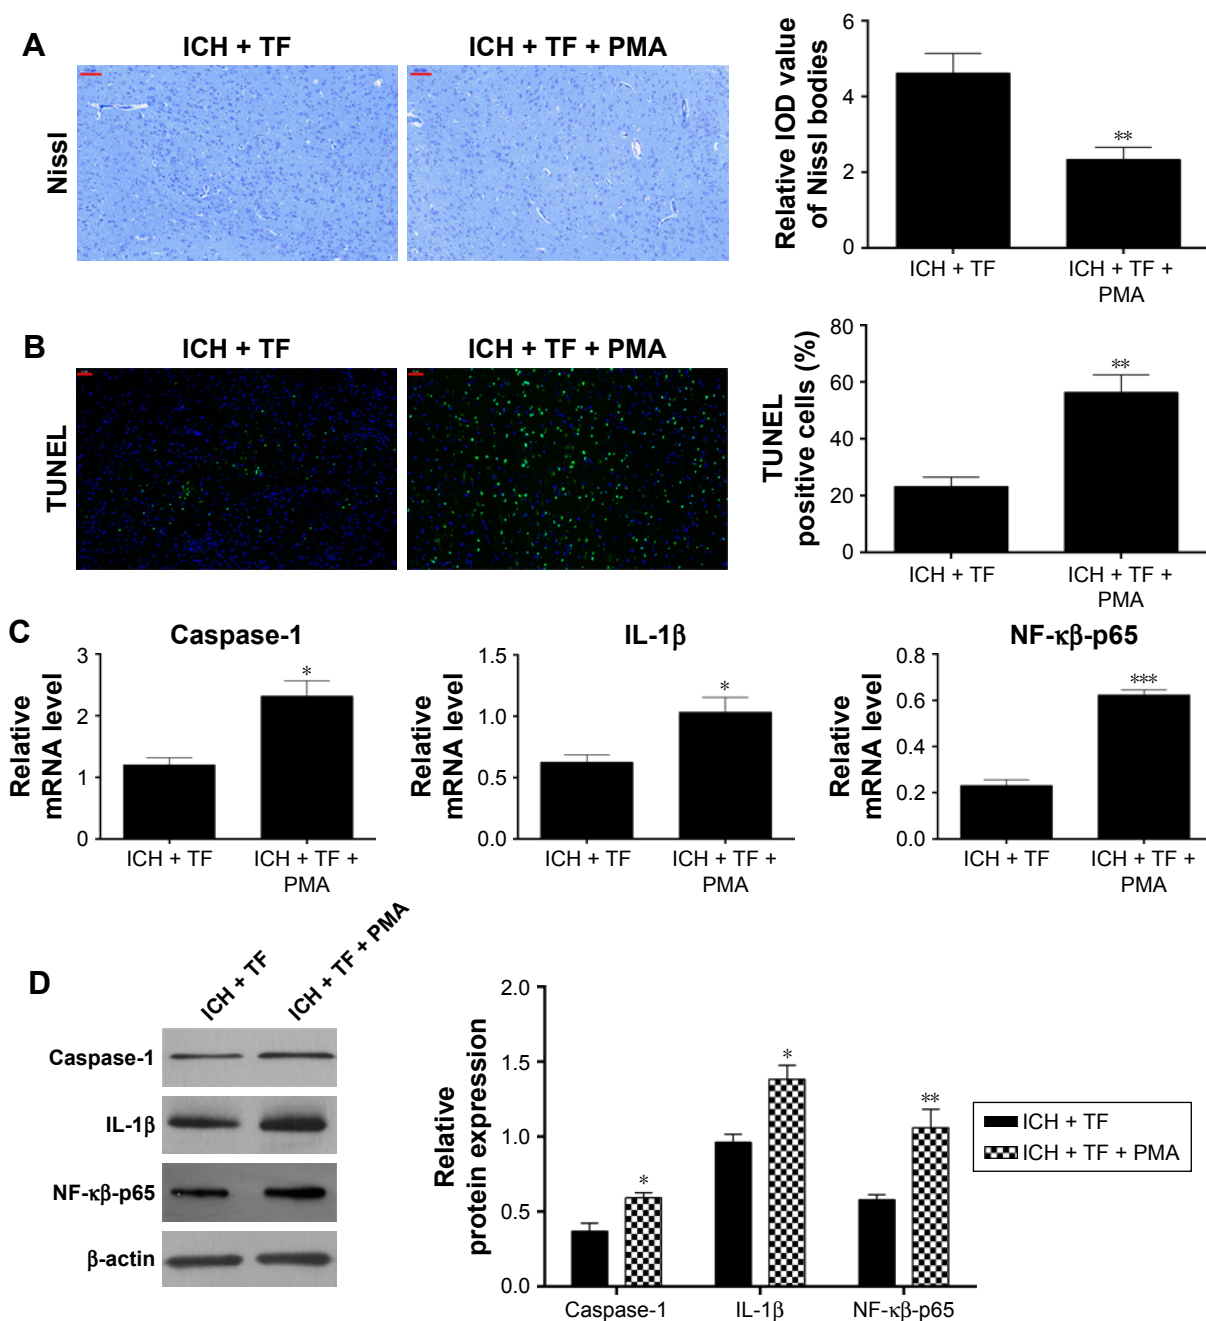 A
ICH + TF
ICH + TF + PMA
Nissl
Relative IOD value
of Nissl bodies
6
4
2
0
**
ICH + TF
ICH + TF +
PMA
B
ICH + TF
ICH + TF + PMA
TUNEL
TUNEL
positive cells (%)
80
60
40
20
0
**
ICH + TF
ICH + TF +
PMA
C
Caspase-1
Relative
mRNA level
3
2
1
0
*
ICH + TF
ICH + TF +
PMA
IL-1β
Relative
mRNA level
1.5
1.0
0.5
0.0
*
ICH + TF
ICH + TF +
PMA
NF-κβ-p65
Relative
mRNA level
0.8
0.6
0.4
0.2
0.0
***
ICH + TF
ICH + TF +
PMA
D
ICH + TF
ICH + TF + PMA
Caspase-1
IL-1β
NF-κβ-p65
β-actin
Relative
protein expression
2.0
1.5
1.0
0.5
0.0
*
*
**
Caspase-1
IL-1β
NF-κβ-p65
ICH + TF
ICH + TF + PMA